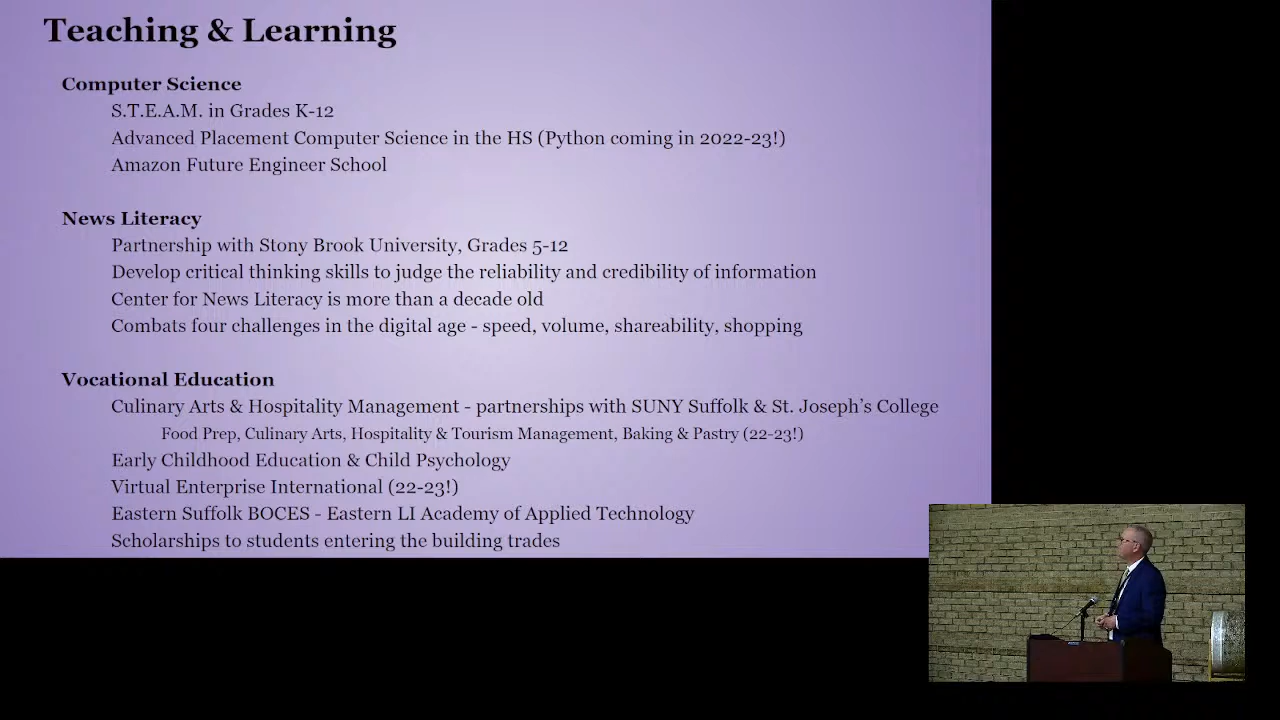 Teaching & Learning
Computer Science
S.T.E.A.M. in Grades K-12
Advanced Placement Computer Science in the HS (Python coming in 2022-23!)
Amazon Future Engineer School
News Literacy
Partnership with Stony Brook University, Grades 5-12
Develop critical thinking skills to judge the reliability and credibility of information
Center for News Literacy is more than a decade old
Combats four challenges in the digital age - speed, volume, shareability, shopping
Vocational Education
Culinary Arts & Hospitality Management - partnerships with SUNY Suffolk & St. Joseph’s College
Food Prep, Culinary Arts, Hospitality & Tourism Management, Baking & Pastry (22-23!)
Early Childhood Education & Child Psychology
Virtual Enterprise International (22-23!)
Eastern Suffolk BOCES - Eastern LI Academy of Applied Technology
Scholarships to students entering the building trades